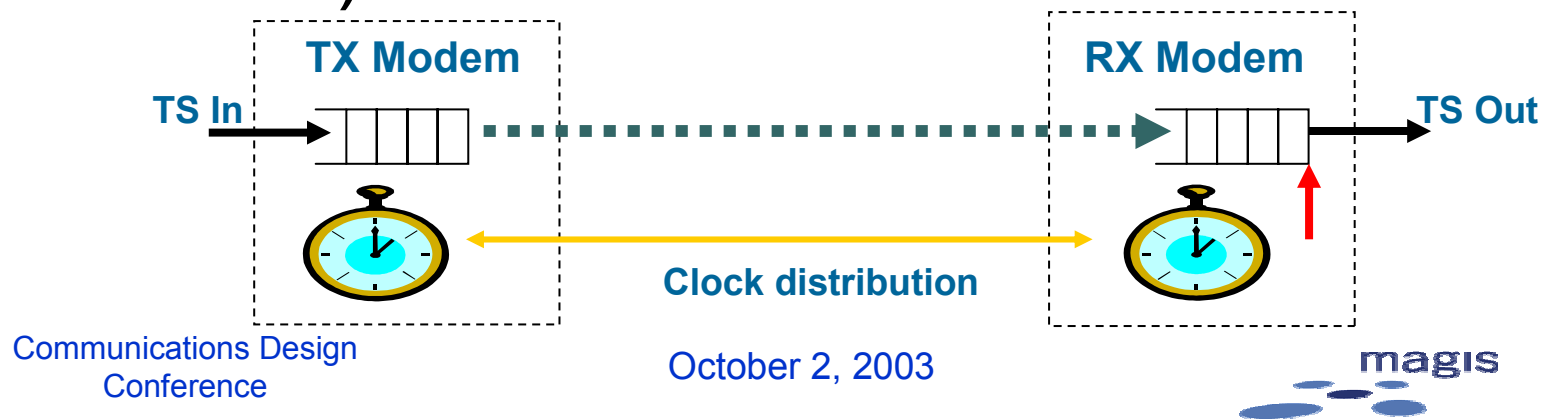 TX Modem
RX Modem
TS In
TS Out
Clock distribution
Communications Design
Conference
October 2, 2003
magis